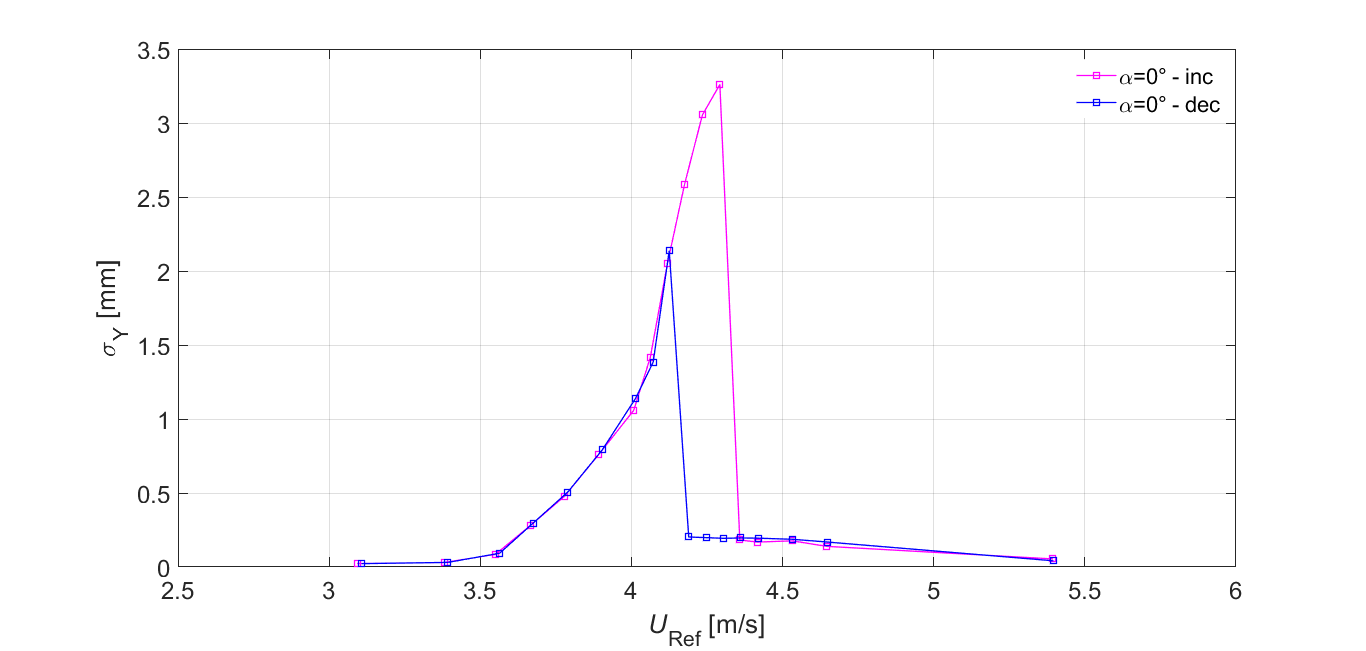 3.5
3
2.5
2
1.5
1
0.5
0
σY [mm]
α=0° - inc
α=0° - dec
2.5 3 3.5 4 4.5 5 5.5 6
URef [m/s]